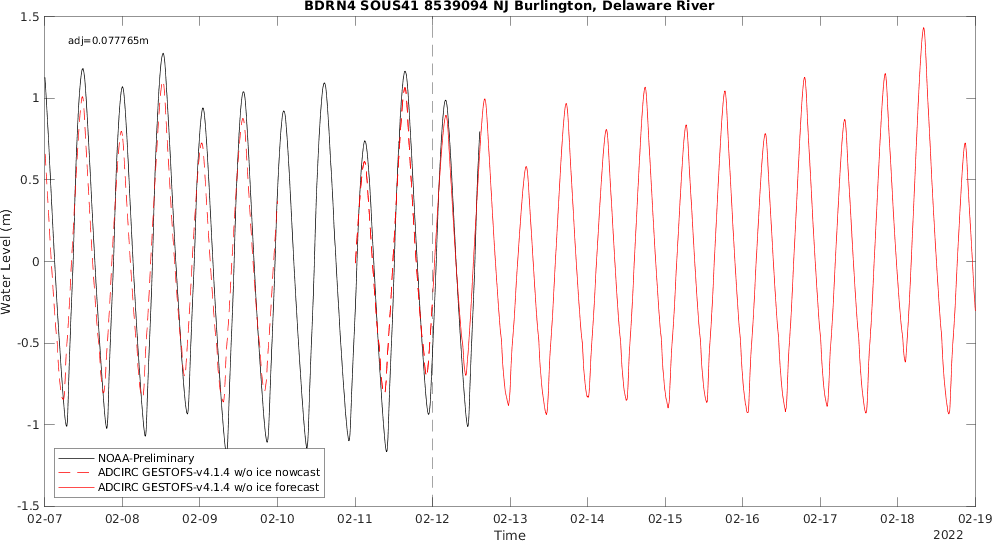 BDRN4 SOUS41 8539094 NJ Burlington, Delaware River
adj=0.077765m
1.5
1
0.5
0
-0.5
-1
-1.5
Water Level (m)
NOAA-Preliminary
ADCIRC GESTOFS-v4.1.4 w/o ice nowcast
ADCIRC GESTOFS-v4.1.4 w/o ice forecast
02-07 02-08 02-09 02-10 02-11 02-12 02-13 02-14 02-15 02-16 02-17 02-18 02-19
Time
2022